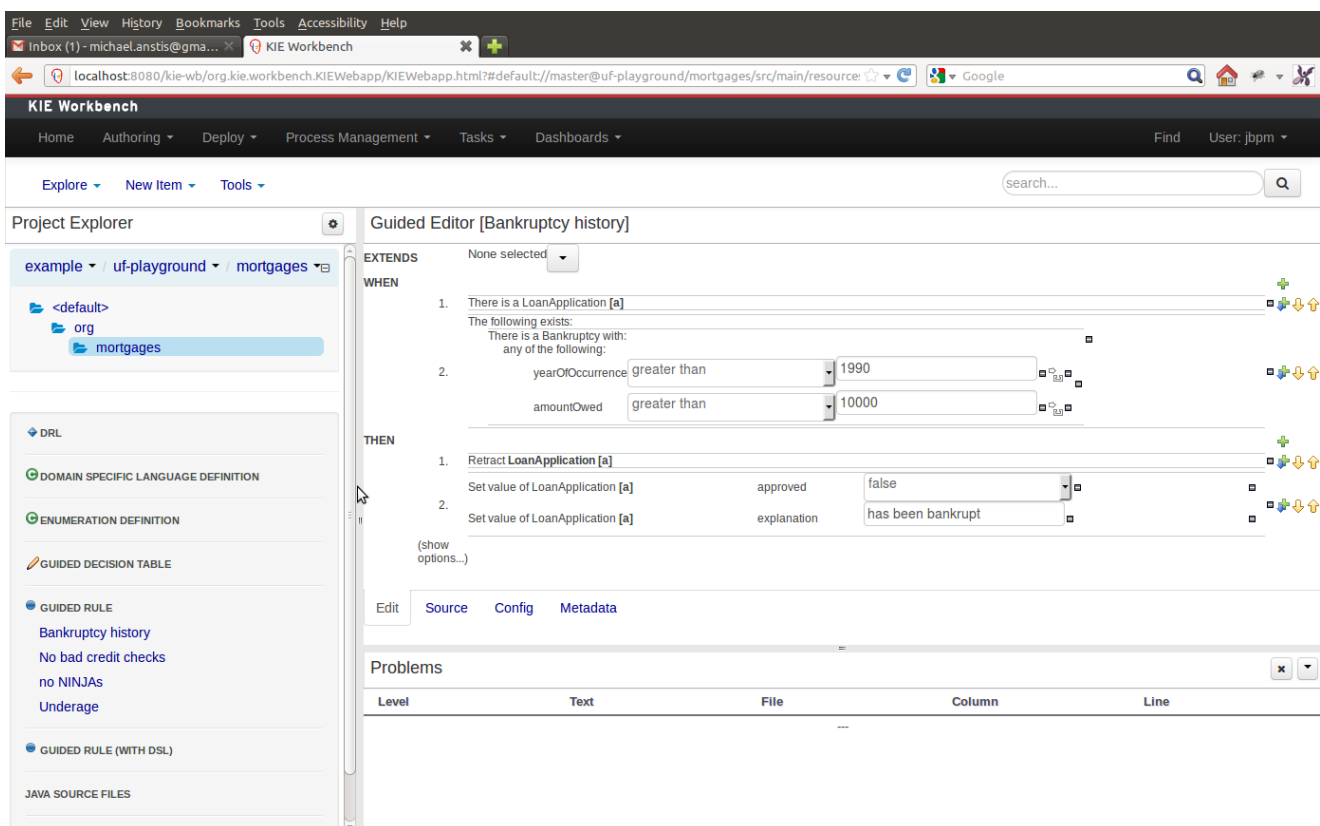 File Edit View History Bookmarks Tools Accessibility Help
Inbox (1) - michael.anstis@gma... KIE Workbench
localhost:8080/kie-wb/org.kie.workbench.KIEWebapp/KIEWebapp.html?#default://master@uf-playground/mortgages/src/main/resource: Google
KIE Workbench
Home Authoring Deploy Process Management Tasks Dashboards Find User: jbpm
Explore New Item Tools search...
Project Explorer
example / uf-playground / mortgages
<default>
org
mortgages
DRL
DOMAIN SPECIFIC LANGUAGE DEFINITION
ENUMERATION DEFINITION
GUIDED DECISION TABLE
GUIDED RULE
Bankruptcy history
No bad credit checks
no NINJAs
Underage
GUIDED RULE (WITH DSL)
JAVA SOURCE FILES
Guided Editor [Bankruptcy history]
EXTENDS None selected
WHEN
1. There is a LoanApplication [a]
The following exists:
There is a Bankruptcy with:
any of the following:
2. yearOfOccurrence greater than 1990
amountOwed greater than 10000
THEN
1. Retract LoanApplication [a]
Set value of LoanApplication [a] approved false
2.
Set value of LoanApplication [a] explanation has been bankrupt
(show
options...)
Edit Source Config Metadata
Problems
Level Text File Column Line
---